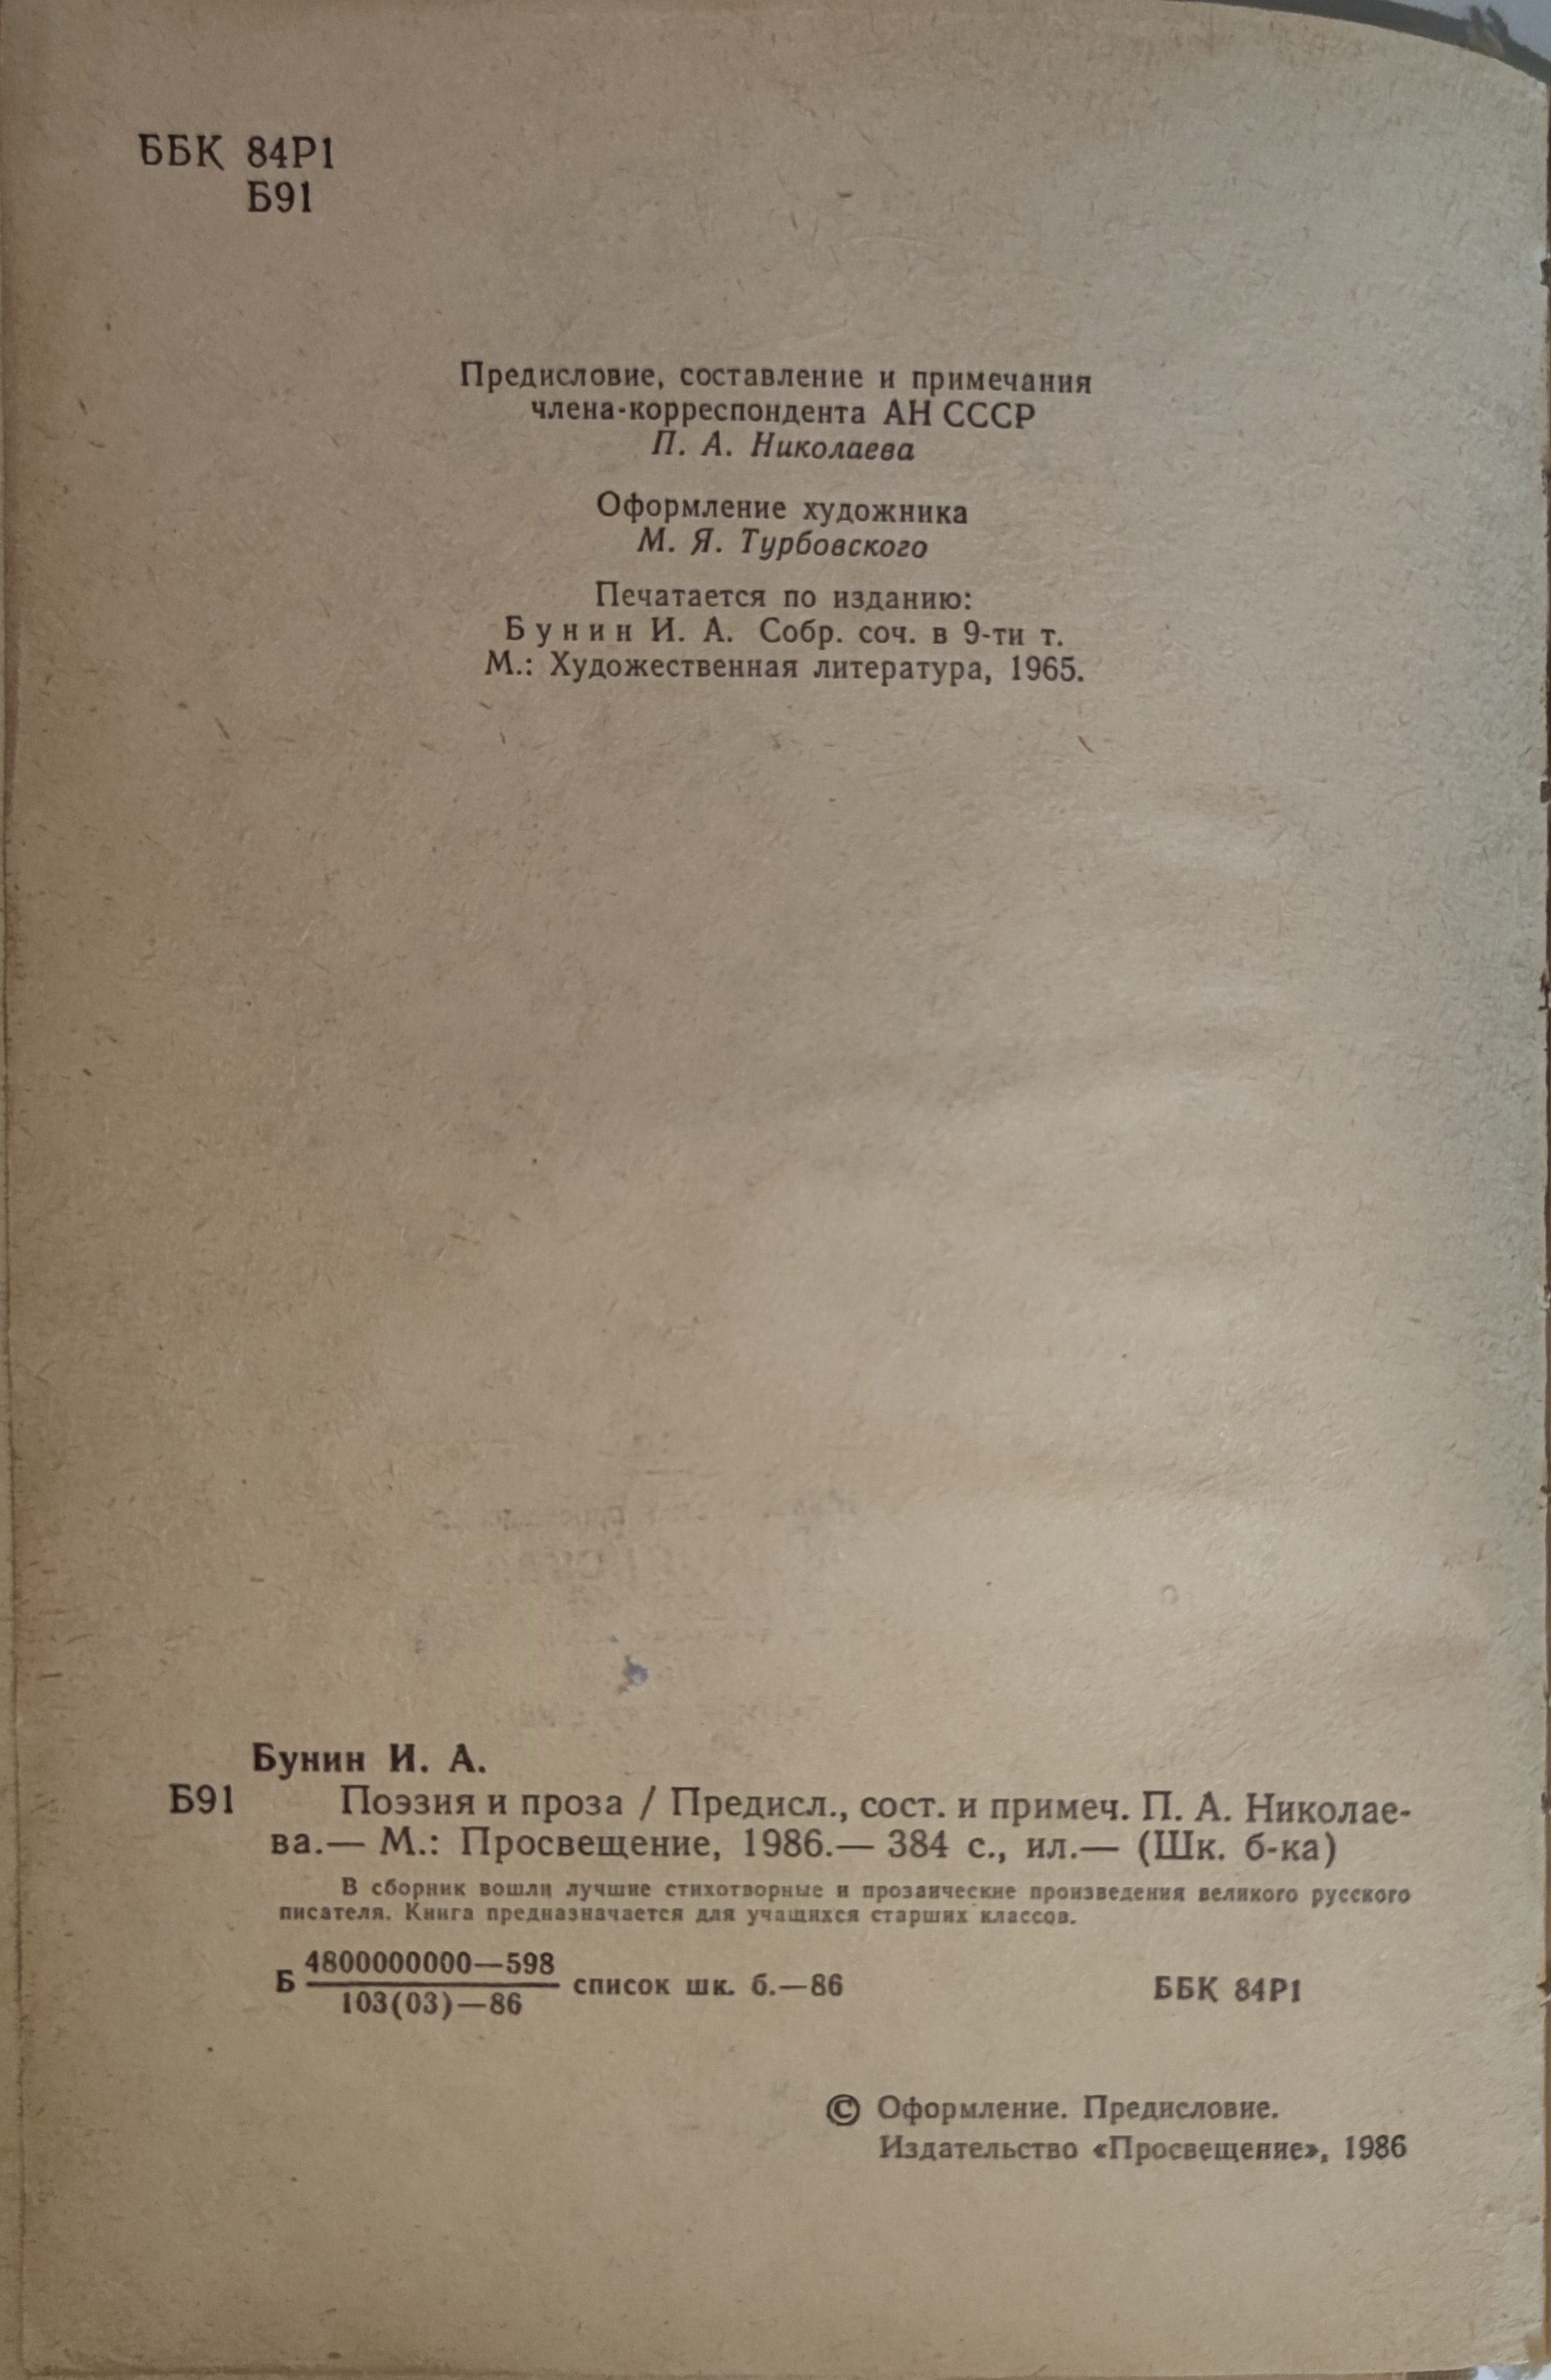 ББК 84Р1
Б91
Предисловие, составление и примечания
члена-корреспондента АН СССР
П. А. Николаева
Оформление художника
М. Я. Турбовского
Печатается по изданию:
Бунин И. А. Собр. соч. в 9-ти т.
М.: Художественная литература, 1965.
Бунин И. А.
Б91 Поэзия и проза / Предисл., сост. и примеч. П. А. Николае-
ва.— М.: Просвещение, 1986.— 384 с., ил.— (Шк. б-ка)
В сборник вошли лучшие стихотворные и прозаические произведения великого русского
писателя. Книга предназначается для учащихся старших классов.
4800000000—598
Б список шк. б.—86 ББК 84Р1
103(03)—86
© Оформление. Предисловие.
Издательство «Просвещение», 1986